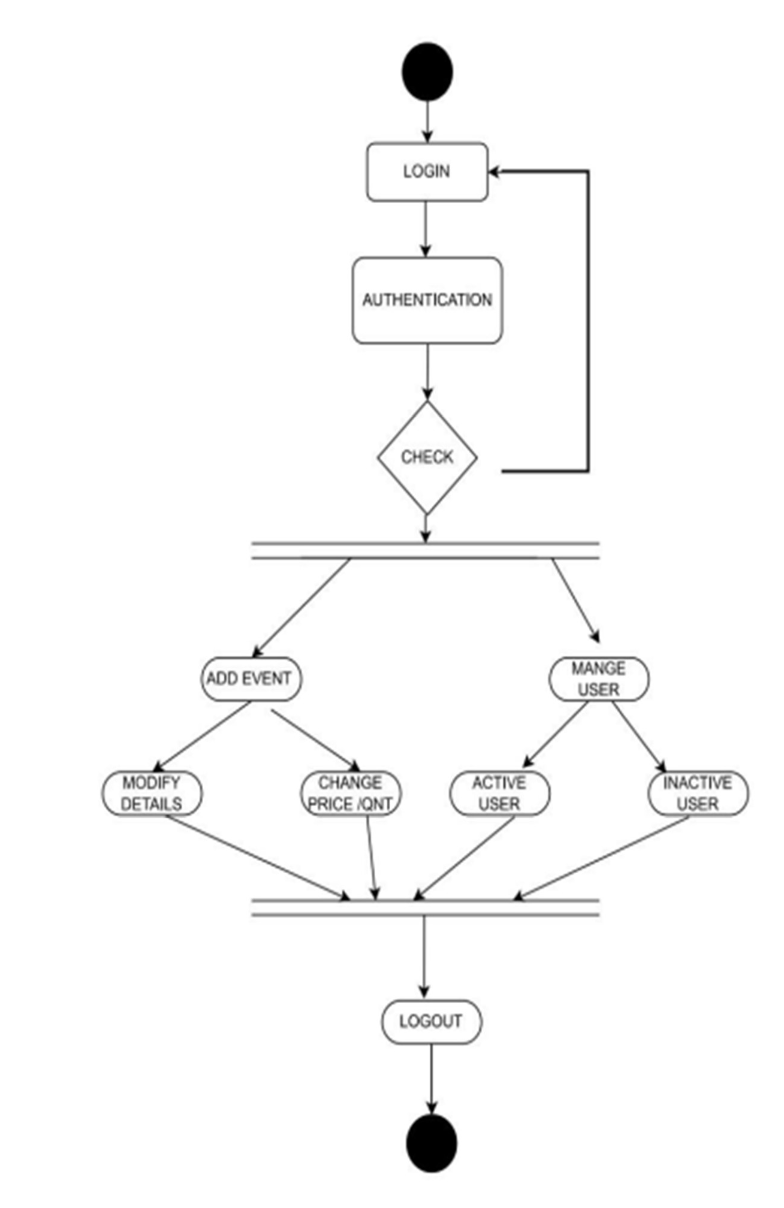 LOGIN
AUTHENTICATION
CHECK
ADD EVENT
MANGE
USER
MODIFY
DETAILS
CHANGE
PRICE /QNT
ACTIVE
USER
INACTIVE
USER
LOGOUT